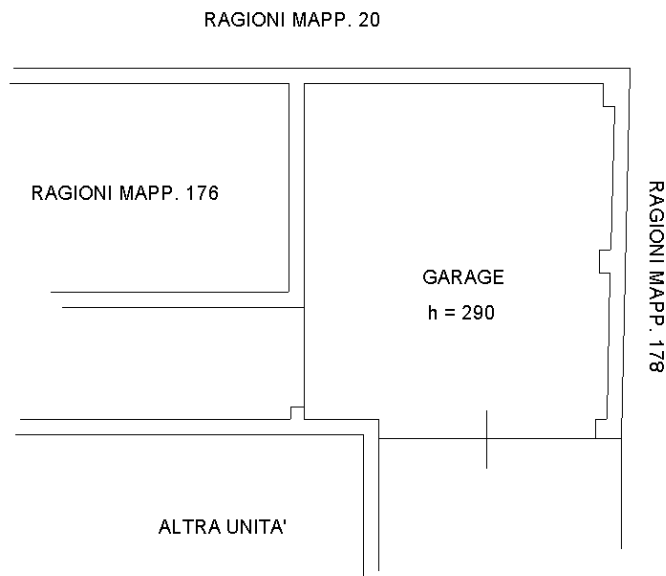 RAGIONI MAPP. 20
RAGIONI MAPP. 176
RAGIONI MAPP. 178
GARAGE
h = 290
ALTRA UNITA'